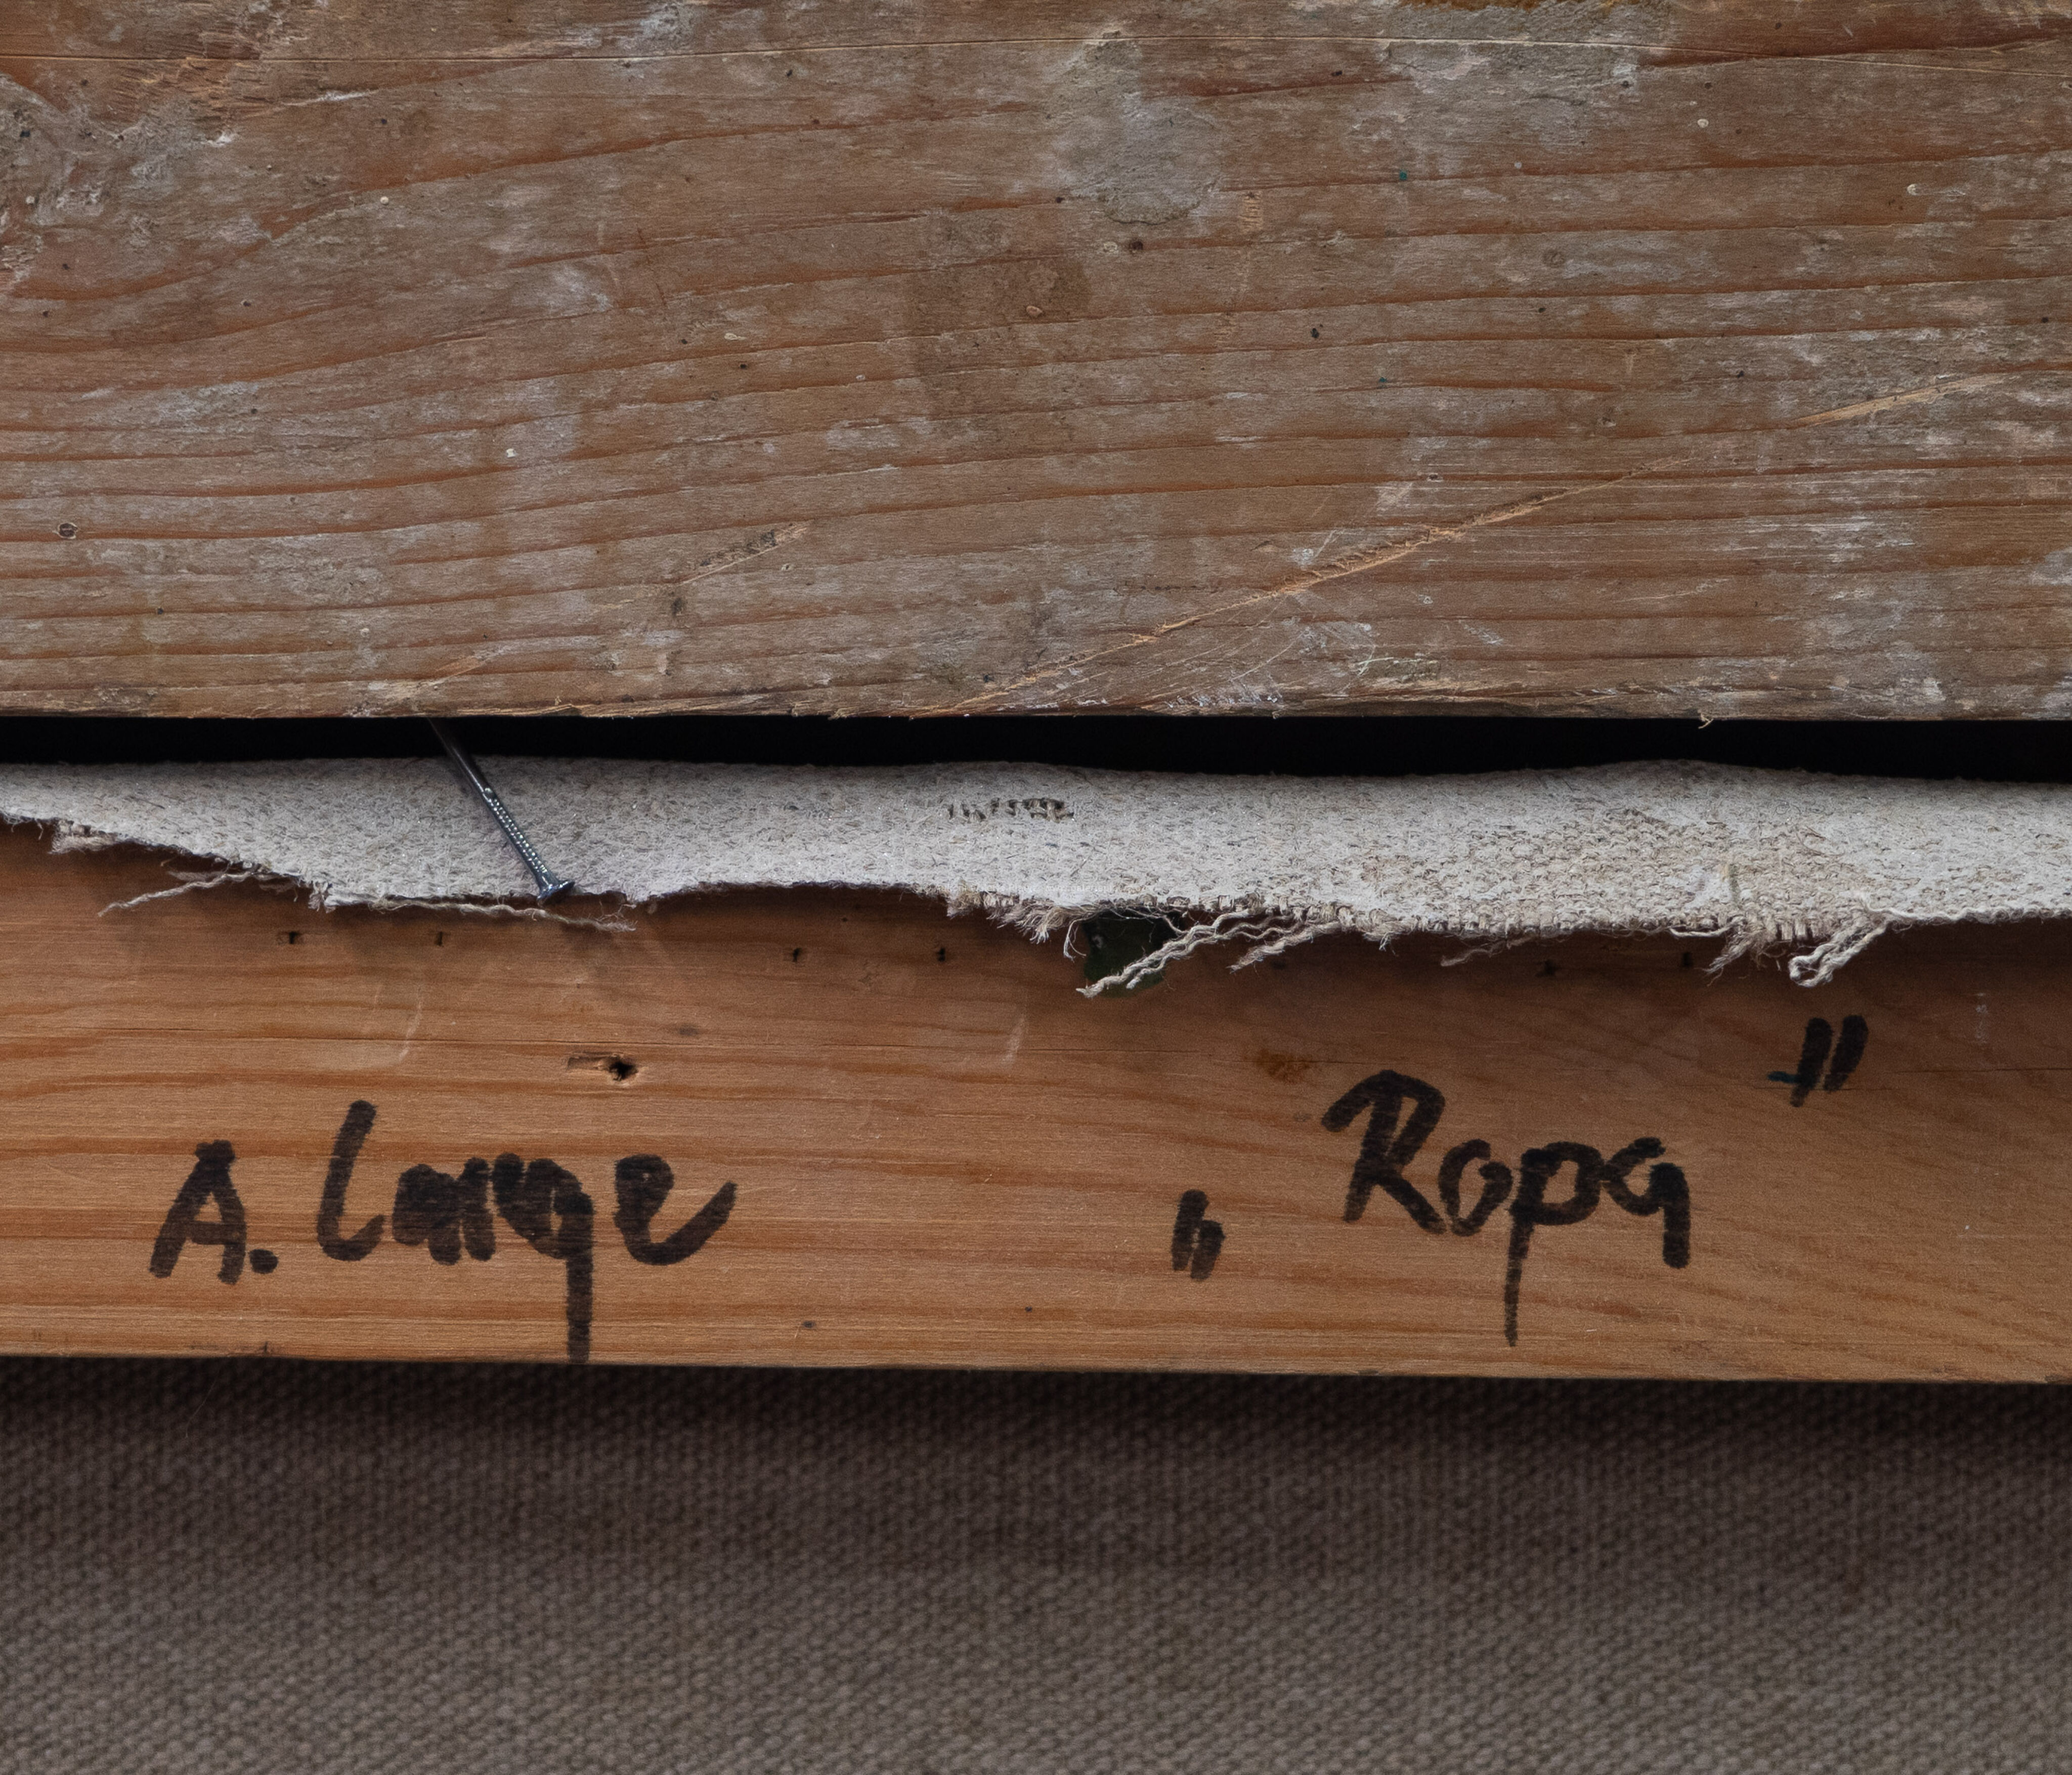 A. Lange „Ropa"